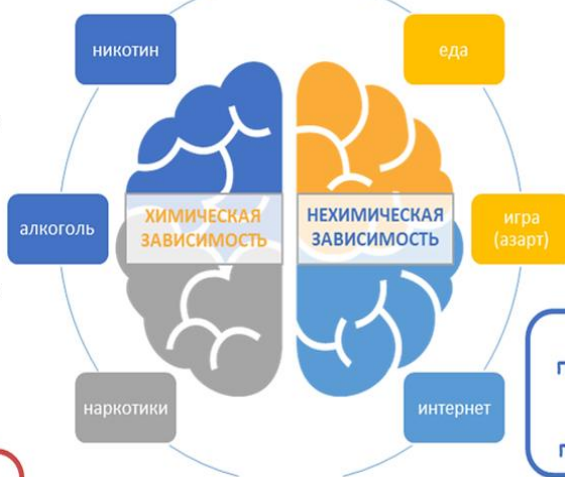 никотин
еда
алкоголь
ХИМИЧЕСКАЯ
ЗАВИСИМОСТЬ
НЕХИМИЧЕСКАЯ
ЗАВИСИМОСТЬ
игра
(азарт)
наркотики
интернет